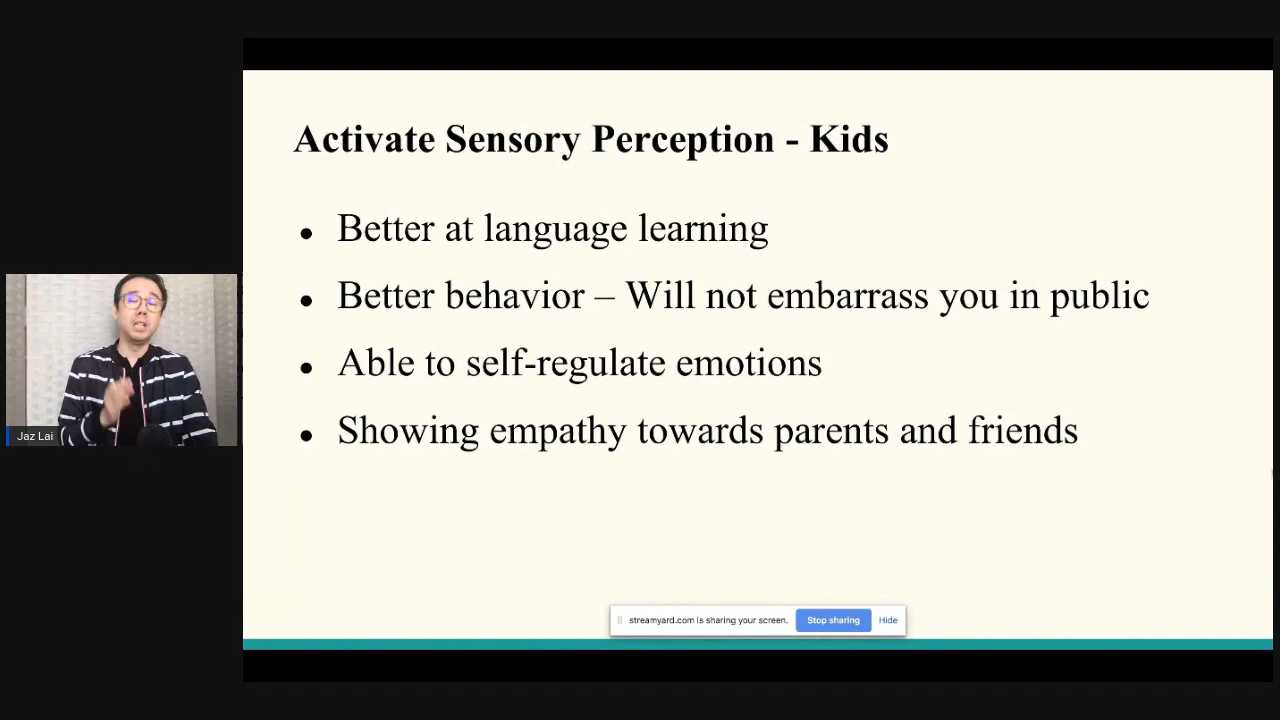 Activate Sensory Perception - Kids
● Better at language learning
● Better behavior – Will not embarrass you in public
● Able to self-regulate emotions
● Showing empathy towards parents and friends
Jaz Lai
streamyard.com is sharing your screen. Stop sharing Hide